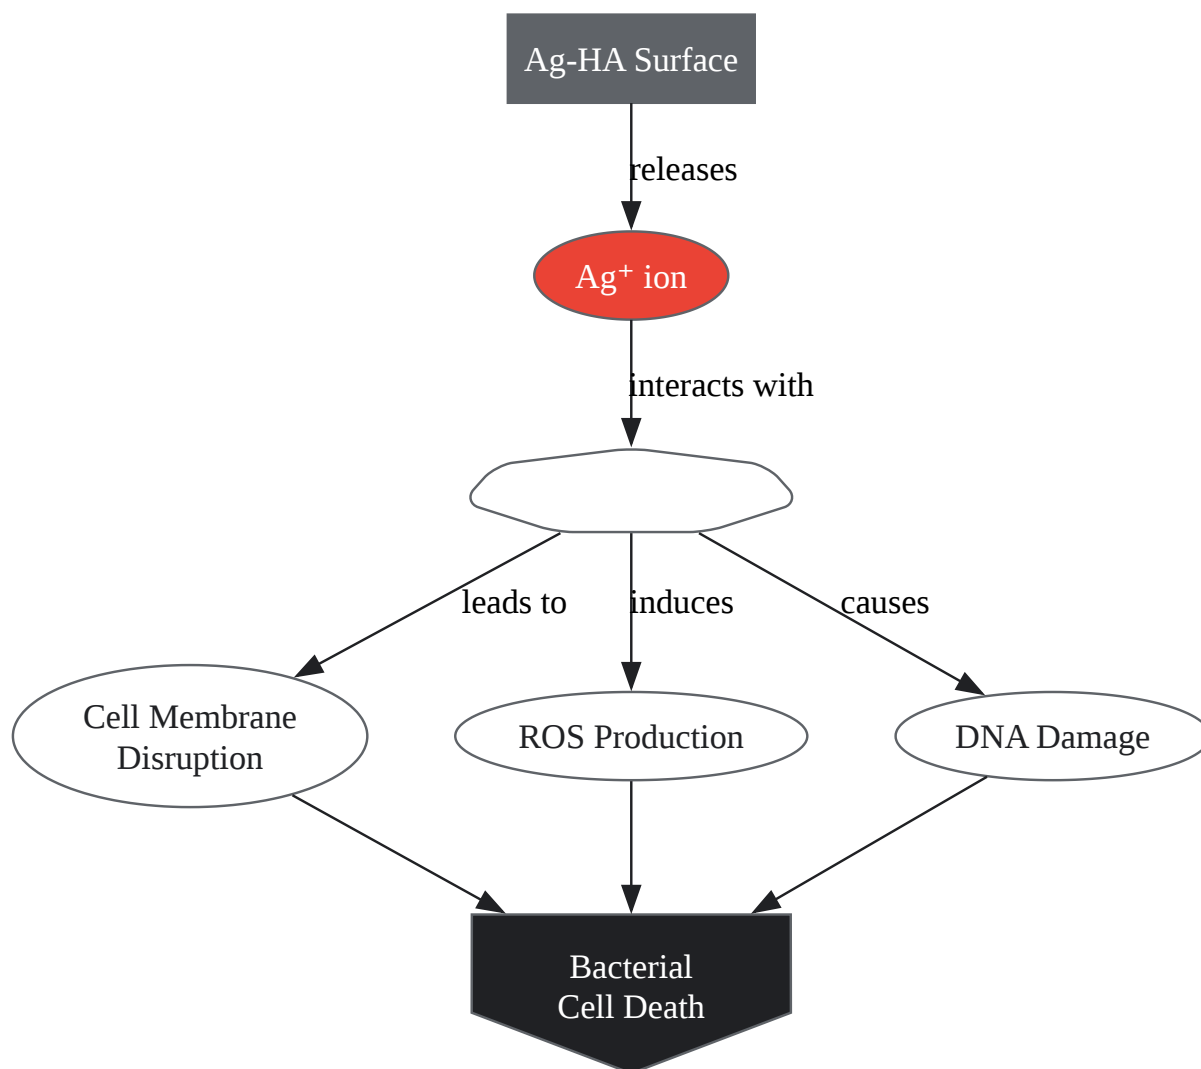 Ag-HA Surface
releases
Ag⁺ ion
interacts with
leads to
induces
causes
Cell Membrane
Disruption
ROS Production
DNA Damage
Bacterial
Cell Death